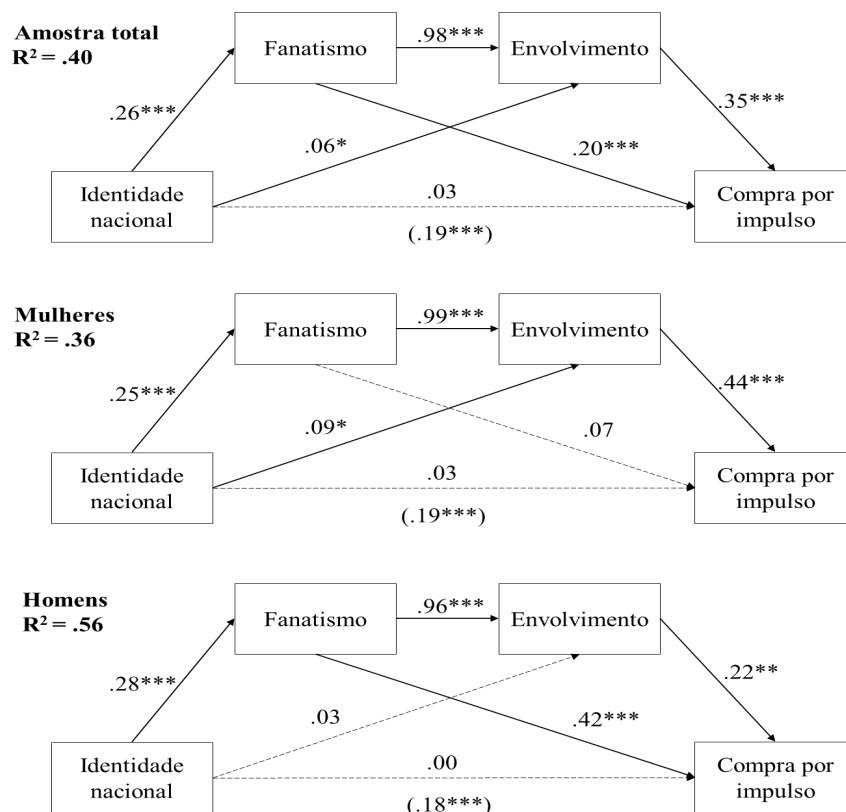 Amostra total
R² = .40
Fanatismo
.98***
Envolvimento
.26***
.35***
.06*
.20***
Identidade
nacional
.03
(.19***)
Compra por
impulso
Mulheres
R² = .36
Fanatismo
.99***
Envolvimento
.25***
.44***
.09*
.07
Identidade
nacional
.03
(.19***)
Compra por
impulso
Homens
R² = .56
Fanatismo
.96***
Envolvimento
.28***
.22**
.03
.42***
Identidade
nacional
.00
(.18***)
Compra por
impulso